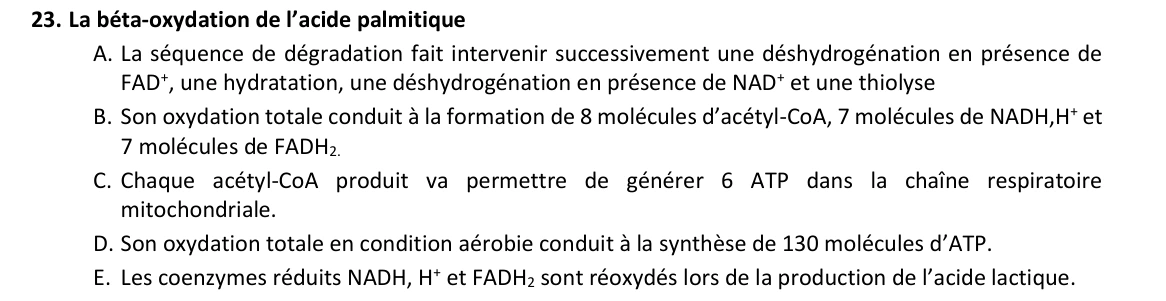 23. La béta-oxydation de l’acide palmitique
A. La séquence de dégradation fait intervenir successivement une déshydrogénation en présence de
FAD⁺, une hydratation, une déshydrogénation en présence de NAD⁺ et une thiolyse
B. Son oxydation totale conduit à la formation de 8 molécules d’acétyl-CoA, 7 molécules de NADH,H⁺ et
7 molécules de FADH₂.
C. Chaque acétyl-CoA produit va permettre de générer 6 ATP dans la chaîne respiratoire
mitochondriale.
D. Son oxydation totale en condition aérobie conduit à la synthèse de 130 molécules d’ATP.
E. Les coenzymes réduits NADH, H⁺ et FADH₂ sont réoxydés lors de la production de l’acide lactique.